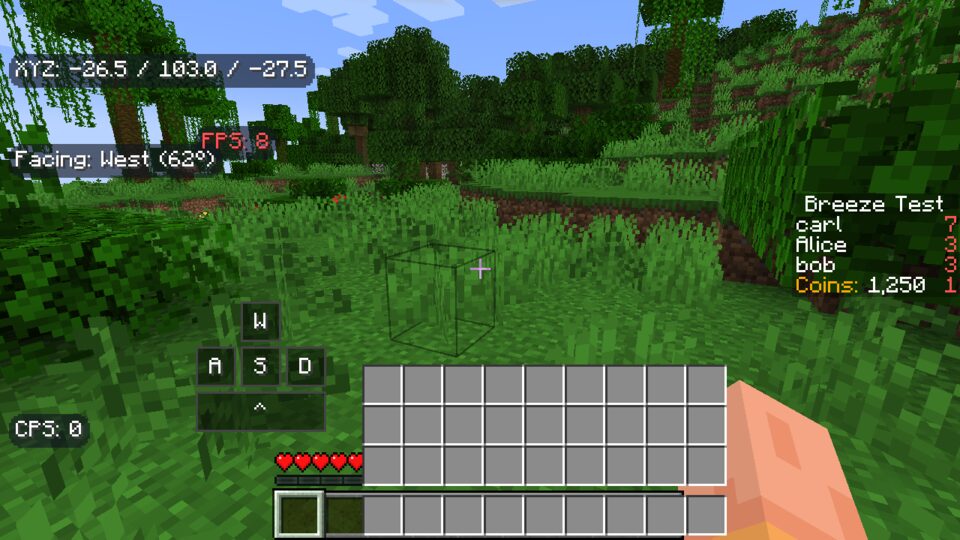 XYZ: -26.5 / 103.0 / -27.5
FPS: 8
Facing: West (62º)
Breeze Test
carl 7
Alice 3
bob 3
Coins: 1,250 1
W
A S D
^
CPS: 0